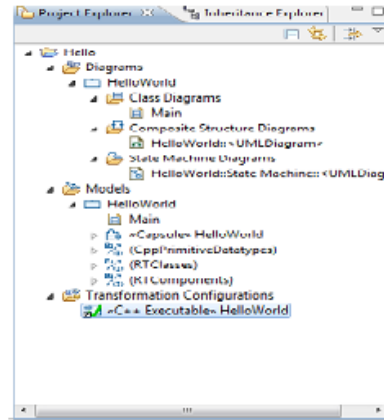 Project Explorer Inheritance Explorer
Hello
Diagrams
HelloWorld
Class Diagrams
Main
Composite Structure Diagrams
HelloWorld::<UMLDiagram>
State Machine Diagrams
HelloWorld::State Machine::<UMLDiag
Models
HelloWorld
Main
«Capsule» HelloWorld
(CppPrimitiveDatatypes)
(RTClasses)
(RTComponents)
Transformation Configurations
«C++ Executable» HelloWorld